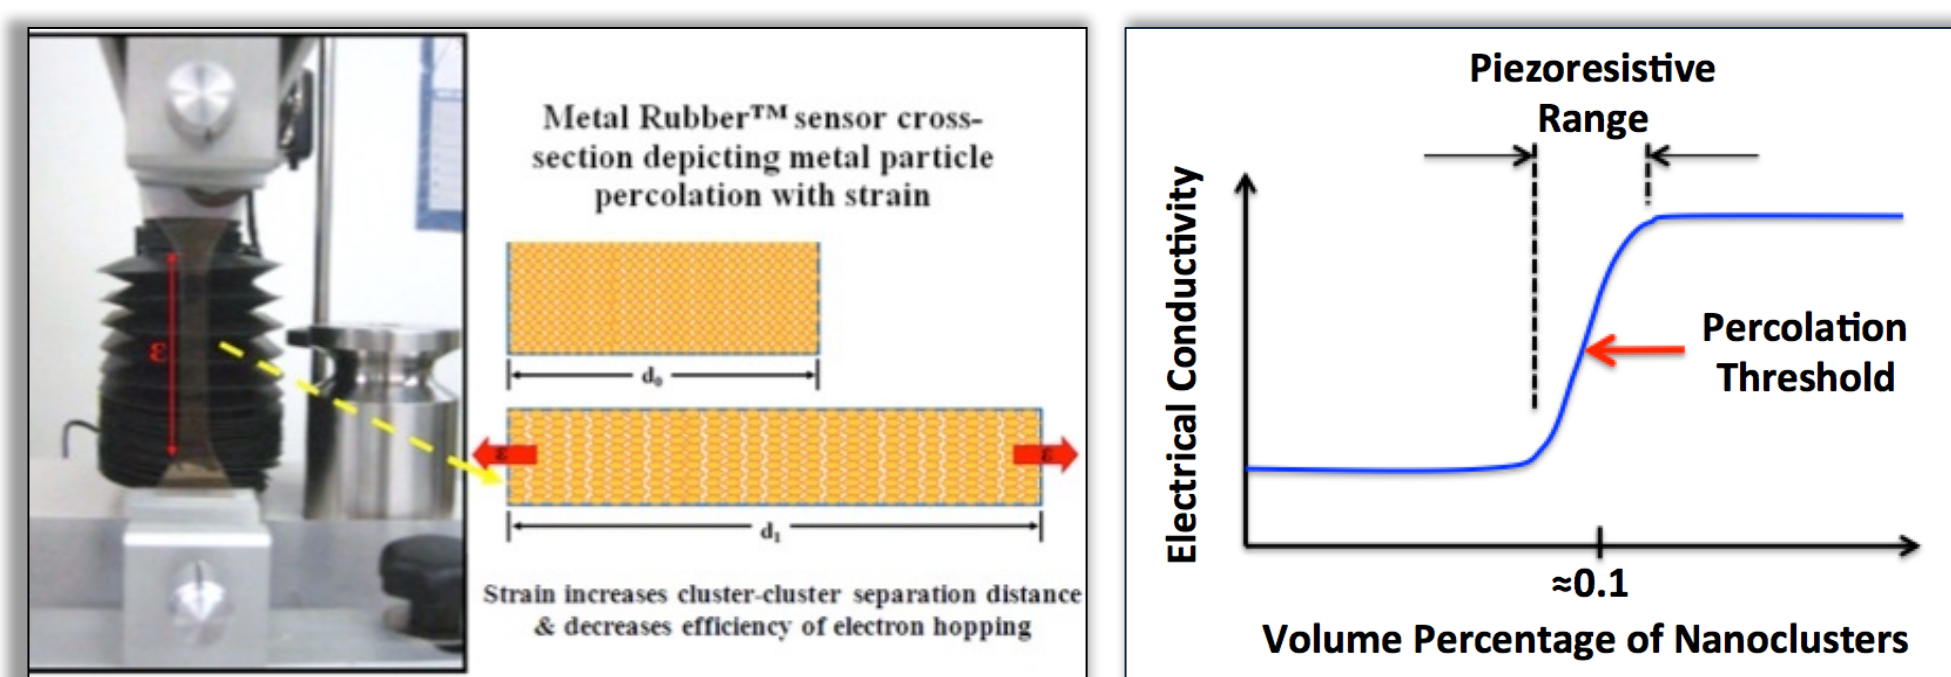 Metal Rubber™ sensor cross-
section depicting metal particle
percolation with strain
ε
d₀
ε
ε
d₁
Strain increases cluster-cluster separation distance
& decreases efficiency of electron hopping
Piezoresistive
Range
Electrical Conductivity
Percolation
Threshold
≈0.1
Volume Percentage of Nanoclusters